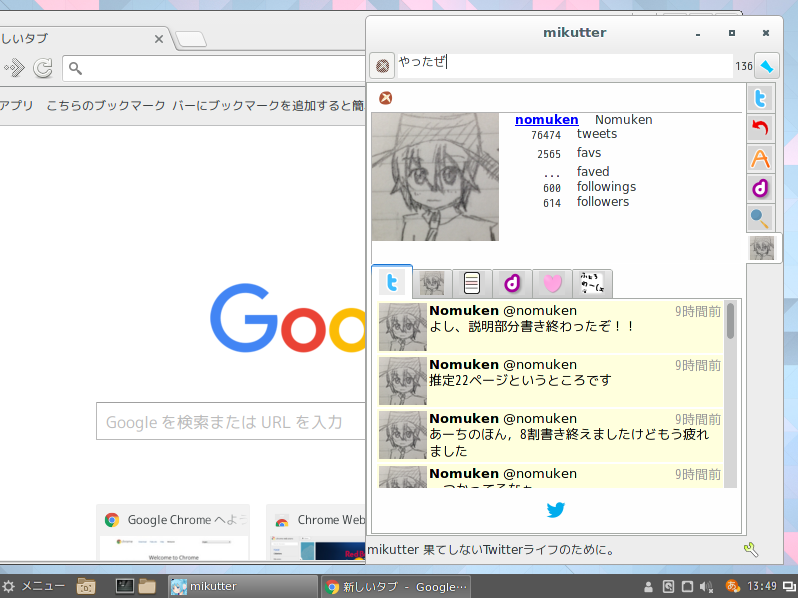 しいタブ
mikutter
やったぜ
136
アプリ こちらのブックマーク バーにブックマークを追加すると簡
nomuken Nomuken
76474 tweets
2565 favs
... faved
600 followings
614 followers
Goo
Google を検索または URL を入力
Nomuken @nomuken 9時間前
よし、説明部分書き終わったぞ！！
Nomuken @nomuken 9時間前
推定22ページというところです
Nomuken @nomuken 9時間前
あーちのほん，8割書き終えましたけどもう疲れ
ました
Nomuken @nomuken 9時間前
Google Chrome へよ
Chrome Web
Welcome to Chrome
Red Bull
mikutter 果てしないTwitterライフのために。
メニュー
mikutter
新しいタブ - Google…
あ
13:49